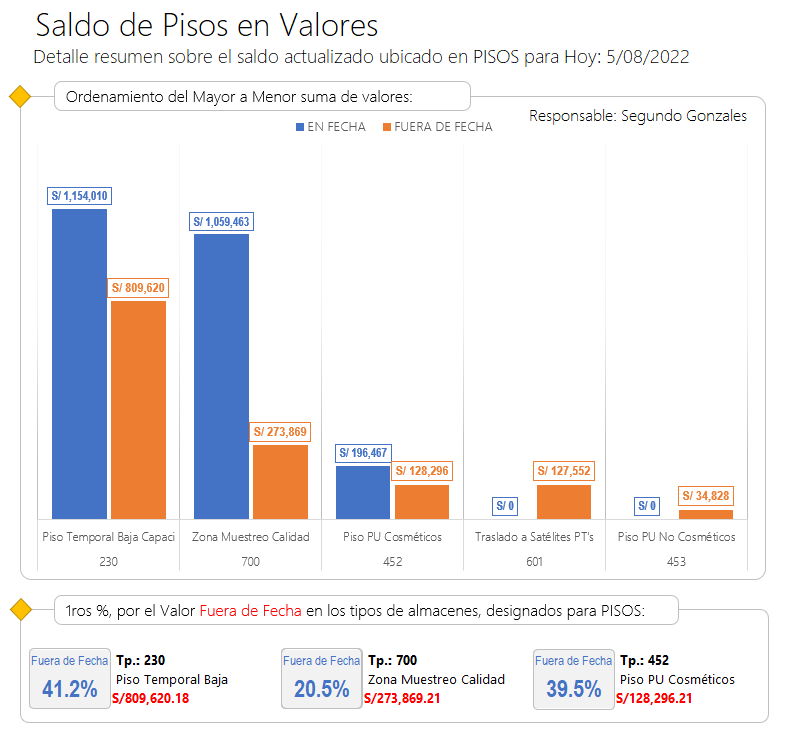 Saldo de Pisos en Valores
Detalle resumen sobre el saldo actualizado ubicado en PISOS para Hoy: 5/08/2022
Ordenamiento del Mayor a Menor suma de valores:
Responsable: Segundo Gonzales
EN FECHA FUERA DE FECHA
S/ 1,154,010
S/ 809,620
S/ 1,059,463
S/ 273,869
S/ 196,467
S/ 128,296
S/ 0
S/ 127,552
S/ 0
S/ 34,828
Piso Temporal Baja Capaci Zona Muestreo Calidad Piso PU Cosméticos Traslado a Satélites PT's Piso PU No Cosméticos
230 700 452 601 453
1ros %, por el Valor Fuera de Fecha en los tipos de almacenes, designados para PISOS:
Fuera de Fecha
41.2%
Tp.: 230
Piso Temporal Baja
S/809,620.18
Fuera de Fecha
20.5%
Tp.: 700
Zona Muestreo Calidad
S/273,869.21
Fuera de Fecha
39.5%
Tp.: 452
Piso PU Cosméticos
S/128,296.21